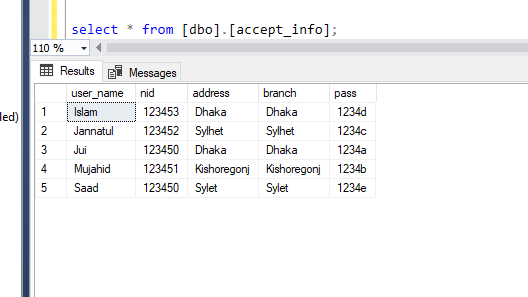 select * from [dbo].[accept_info];
110 %
Results Messages
led)
user_name nid address branch pass
1 Islam 123453 Dhaka Dhaka 1234d
2 Jannatul 123452 Sylhet Sylhet 1234c
3 Jui 123450 Dhaka Dhaka 1234a
4 Mujahid 123451 Kishoregonj Kishoregonj 1234b
5 Saad 123450 Sylet Sylet 1234e